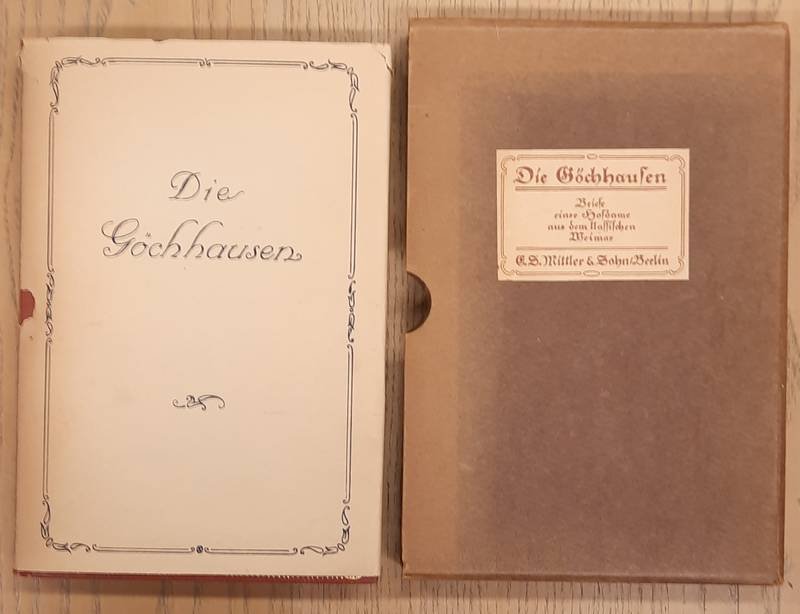 Die
Göchhausen
Die Göchhausen
Briefe
einer Hofdame
aus dem klassischen
Weimar
E.S. Mittler & Sohn/Berlin